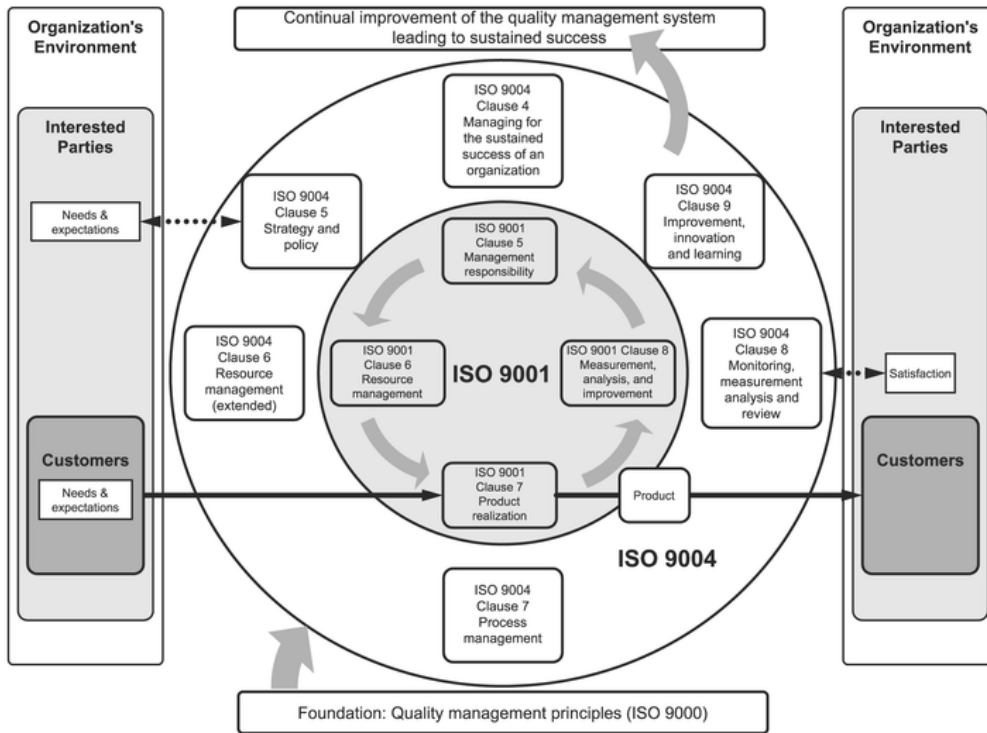 Organization's
Environment
Interested
Parties
Needs &
expectations
Customers
Needs &
expectations
Continual improvement of the quality management system
leading to sustained success
ISO 9004
Clause 4
Managing for
the sustained
success of an
organization
ISO 9004
Clause 5
Strategy and
policy
ISO 9004
Clause 9
Improvement,
innovation
and learning
ISO 9001
Clause 5
Management
responsibility
ISO 9004
Clause 6
Resource
management
(extended)
ISO 9001
Clause 6
Resource
management
ISO 9001
ISO 9001 Clause 8
Measurement,
analysis, and
improvement
ISO 9004
Clause 8
Monitoring,
measurement
analysis and
review
ISO 9001
Clause 7
Product
realization
Product
ISO 9004
ISO 9004
Clause 7
Process
management
Foundation: Quality management principles (ISO 9000)
Organization's
Environment
Interested
Parties
Satisfaction
Customers